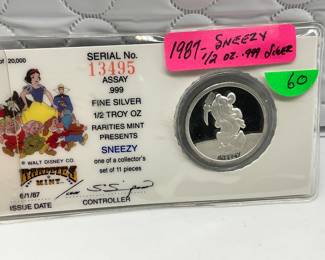 of 20,000
SERIAL No.
13495
ASSAY
.999
FINE SILVER
1/2 TROY OZ
RARITIES MINT
PRESENTS
SNEEZY
one of a collector's
set of 11 pieces
© WALT DISNEY CO.
RARITIES
MINT
6/1/87
ISSUE DATE
CONTROLLER
1987- SNEEZY
1/2 OZ. .999 SILVER
60
SNEEZY